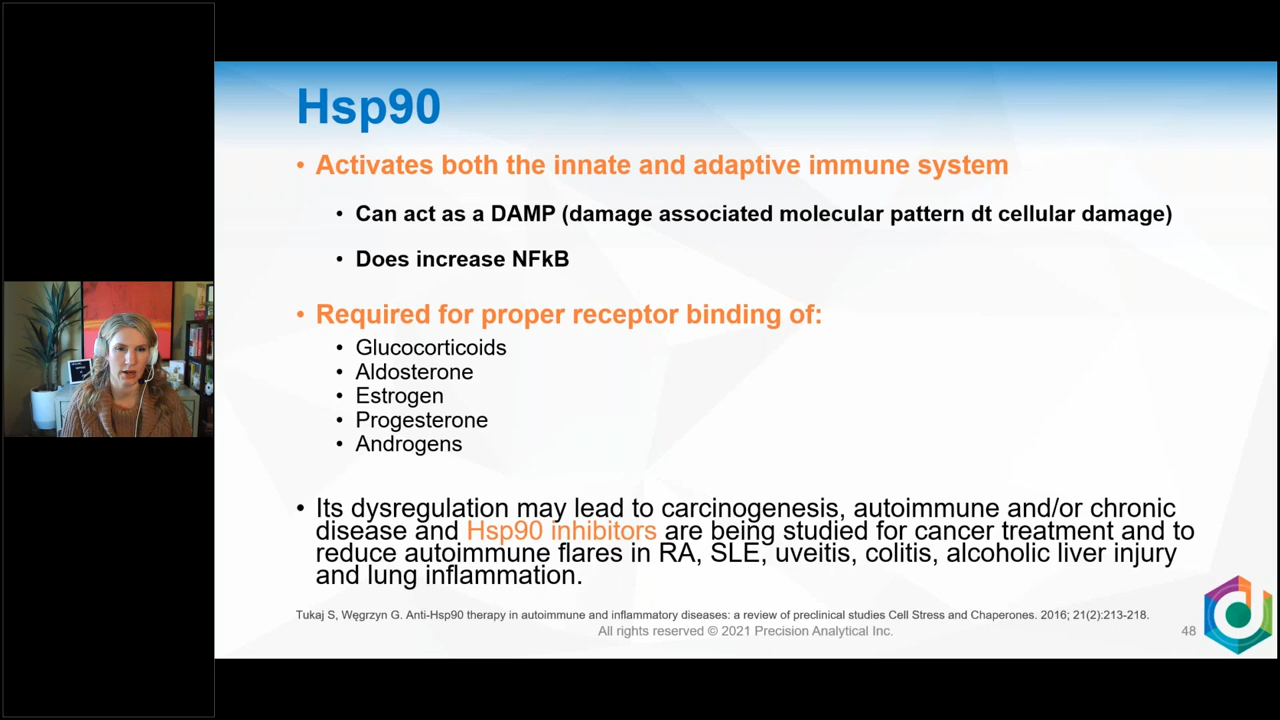 Hsp90
• Activates both the innate and adaptive immune system
• Can act as a DAMP (damage associated molecular pattern dt cellular damage)
• Does increase NFkB
• Required for proper receptor binding of:
• Glucocorticoids
• Aldosterone
• Estrogen
• Progesterone
• Androgens
• Its dysregulation may lead to carcinogenesis, autoimmune and/or chronic
disease and Hsp90 inhibitors are being studied for cancer treatment and to
reduce autoimmune flares in RA, SLE, uveitis, colitis, alcoholic liver injury
and lung inflammation.
Tukaj S, Węgrzyn G. Anti-Hsp90 therapy in autoimmune and inflammatory diseases: a review of preclinical studies Cell Stress and Chaperones. 2016; 21(2):213-218.
All rights reserved © 2021 Precision Analytical Inc.
48